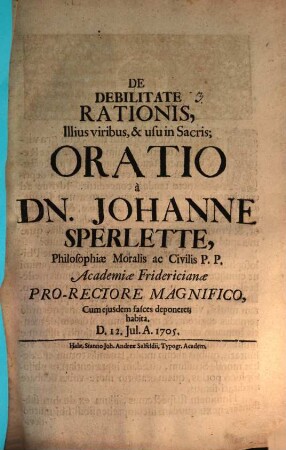 DE
DEBILITATE
RATIONIS,
Illius viribus, & usu in Sacris;
ORATIO
à
DN. JOHANNE
SPERLETTE,
Philosophiæ Moralis ac Civilis P. P.
Academiæ Fridericianæ
PRO-RECTORE MAGNIFICO,
Cum ejusdem fasces deponeret,
habita.
D. 12. Jul. A. 1705.
Halæ, Stanno Joh. Andreæ Salfeldii, Typogr. Academ.